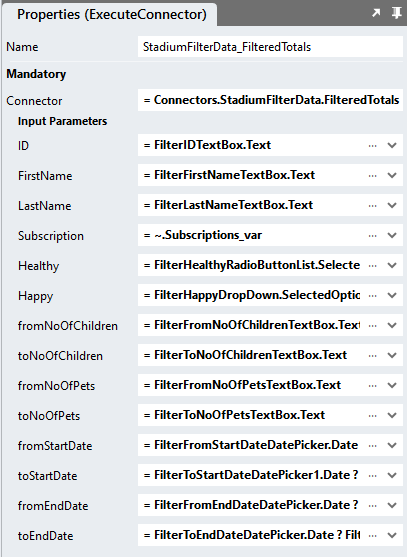 Properties (ExecuteConnector)
Name StadiumFilterData_FilteredTotals
Mandatory
Connector = Connectors.StadiumFilterData.FilteredTotals
Input Parameters
ID = FilterIDTextBox.Text ...
FirstName = FilterFirstNameTextBox.Text ...
LastName = FilterLastNameTextBox.Text ...
Subscription = ~.Subscriptions_var ...
Healthy = FilterHealthyRadioButtonList.Selecte ...
Happy = FilterHappyDropDown.SelectedOptio ...
fromNoOfChildren = FilterFromNoOfChildrenTextBox.Text ...
toNoOfChildren = FilterToNoOfChildrenTextBox.Text ...
fromNoOfPets = FilterFromNoOfPetsTextBox.Text ...
toNoOfPets = FilterToNoOfPetsTextBox.Text ...
fromStartDate = FilterFromStartDateDatePicker.Date ...
toStartDate = FilterToStartDateDatePicker1.Date ? ...
fromEndDate = FilterFromEndDateDatePicker.Date ? ...
toEndDate = FilterToEndDateDatePicker.Date ? Filt ...